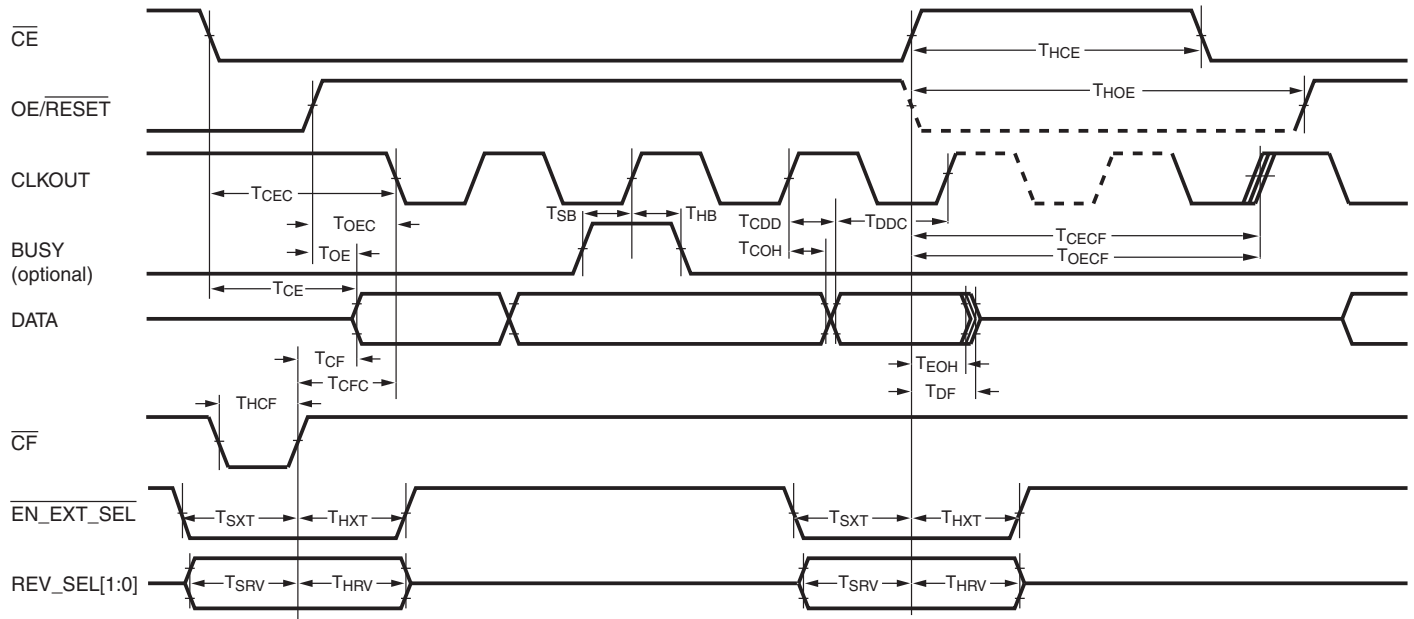 CE
THCE
OE/RESET
THOE
CLKOUT
TCEC
TSB
THB
TCDD
TDDC
TOEC
TCECF
BUSY
(optional)
TOE
TCOH
TOECF
TCE
DATA
TCF
TEOH
TCFC
TDF
THCF
CF
EN_EXT_SEL
TSXT
THXT
TSXT
THXT
REV_SEL[1:0]
TSRV
THRV
TSRV
THRV